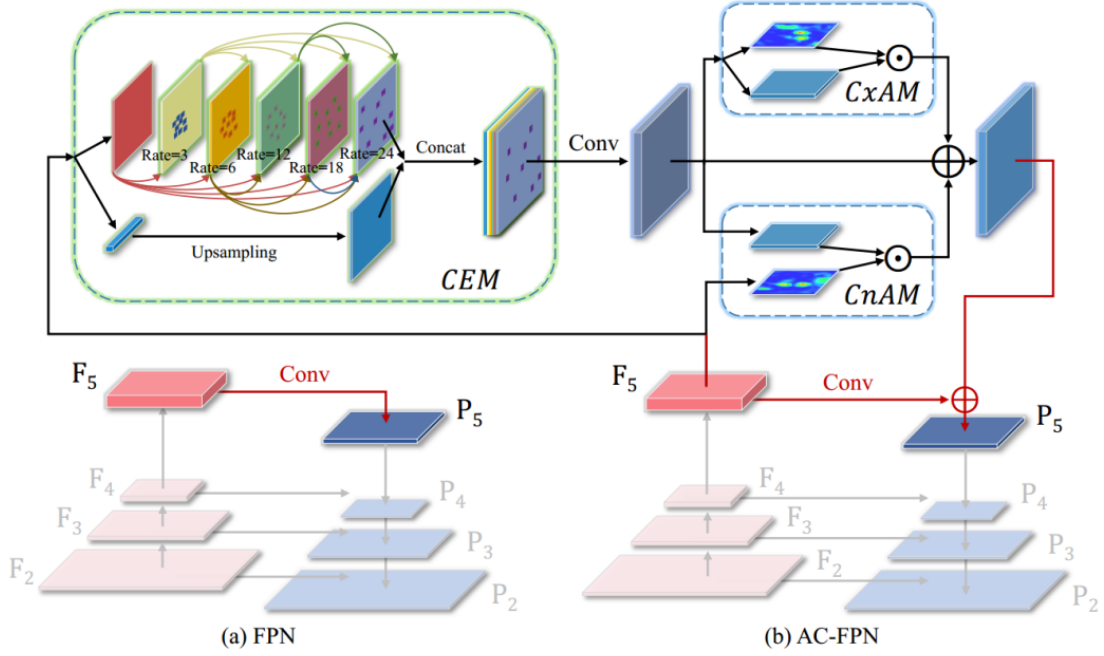 Rate=3
Rate=6
Rate=12
Rate=18
Rate=24
Concat
Conv
Upsampling
CEM
CxAM
CnAM
F5
Conv
P5
F4
P4
F3
P3
F2
P2
(a) FPN
F5
Conv
P5
F4
P4
F3
P3
F2
P2
(b) AC-FPN